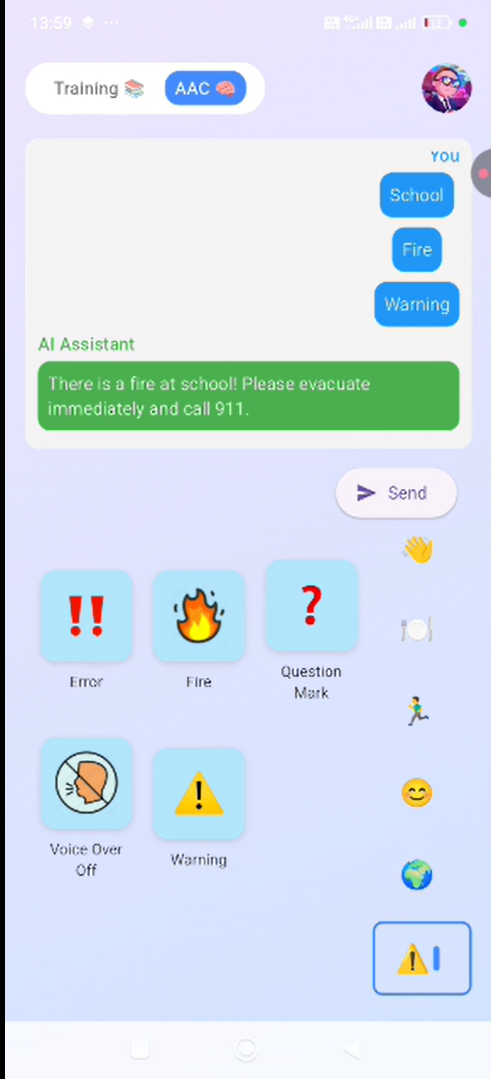 13:59
Training 📚 AAC 🧠
You
School
Fire
Warning
AI Assistant
There is a fire at school! Please evacuate
immediately and call 911.
Send
Error
Fire
Question
Mark
Voice Over
Off
Warning